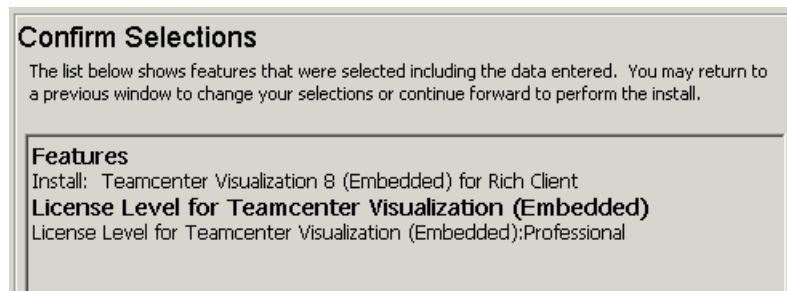 Confirm Selections
The list below shows features that were selected including the data entered.  You may return to
a previous window to change your selections or continue forward to perform the install.
Features
Install:  Teamcenter Visualization 8 (Embedded) for Rich Client
License Level for Teamcenter Visualization (Embedded)
License Level for Teamcenter Visualization (Embedded):Professional